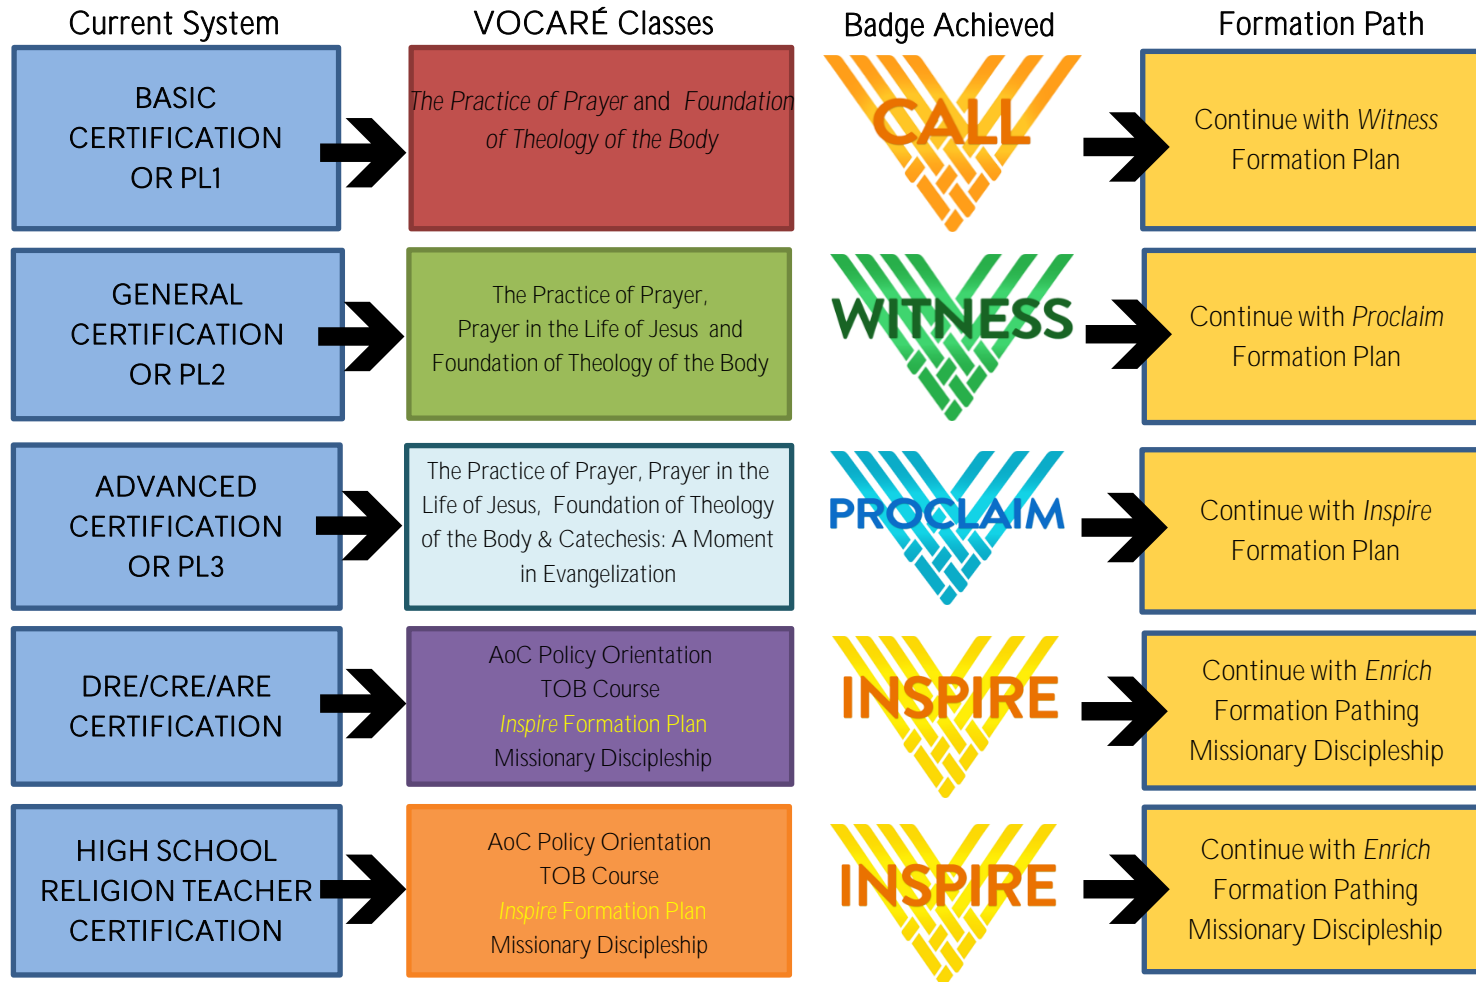 Current System
VOCARÉ Classes
Badge Achieved
Formation Path
BASIC
CERTIFICATION
OR PL1
The Practice of Prayer and Foundation
of Theology of the Body
CALL
Continue with Witness
Formation Plan
GENERAL
CERTIFICATION
OR PL2
The Practice of Prayer,
Prayer in the Life of Jesus and
Foundation of Theology of the Body
WITNESS
Continue with Proclaim
Formation Plan
ADVANCED
CERTIFICATION
OR PL3
The Practice of Prayer, Prayer in the
Life of Jesus, Foundation of Theology
of the Body & Catechesis: A Moment
in Evangelization
PROCLAIM
Continue with Inspire
Formation Plan
DRE/CRE/ARE
CERTIFICATION
AoC Policy Orientation
TOB Course
Inspire Formation Plan
Missionary Discipleship
INSPIRE
Continue with Enrich
Formation Pathing
Missionary Discipleship
HIGH SCHOOL
RELIGION TEACHER
CERTIFICATION
AoC Policy Orientation
TOB Course
Inspire Formation Plan
Missionary Discipleship
INSPIRE
Continue with Enrich
Formation Pathing
Missionary Discipleship